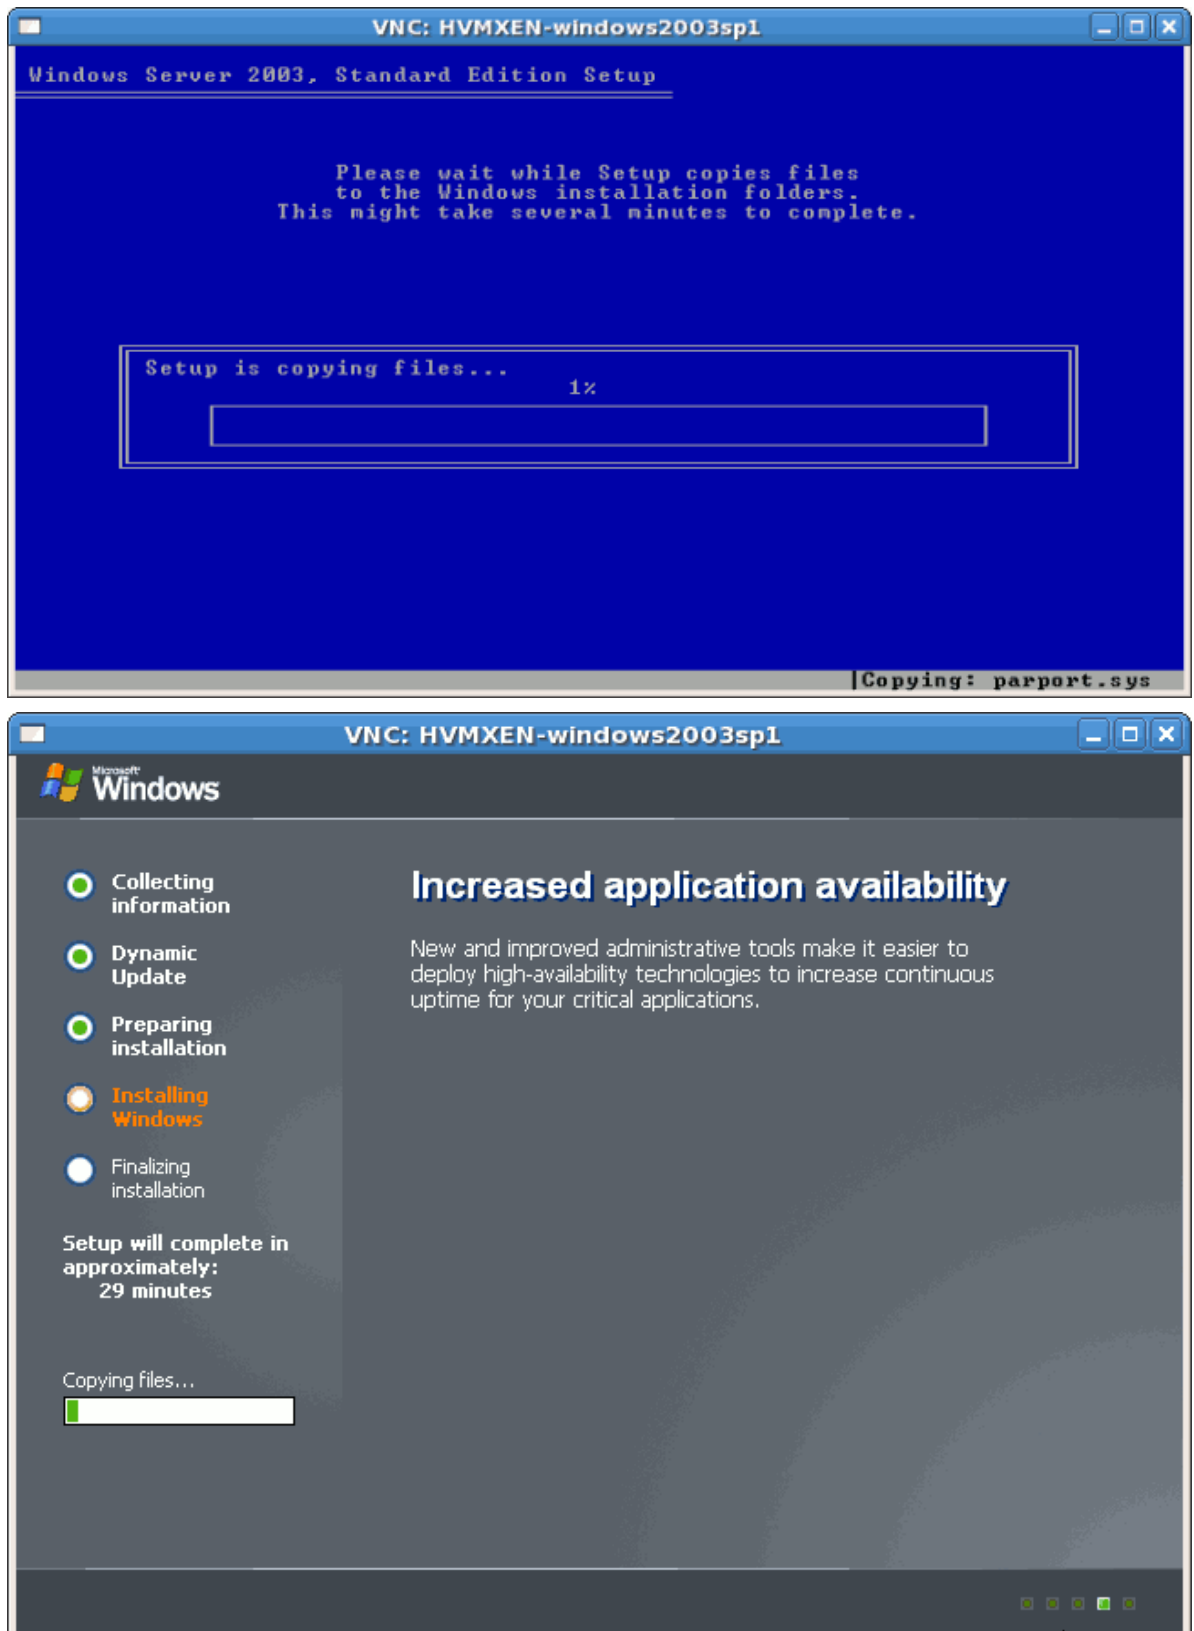 VNC: HVMXEN-windows2003sp1
Windows Server 2003, Standard Edition Setup
Please wait while Setup copies files
to the Windows installation folders.
This might take several minutes to complete.
Setup is copying files...
1%
|Copying: parport.sys
VNC: HVMXEN-windows2003sp1
Microsoft
Windows
Collecting
information
Dynamic
Update
Preparing
installation
Installing
Windows
Finalizing
installation
Setup will complete in
approximately:
29 minutes
Copying files...
Increased application availability
New and improved administrative tools make it easier to
deploy high-availability technologies to increase continuous
uptime for your critical applications.